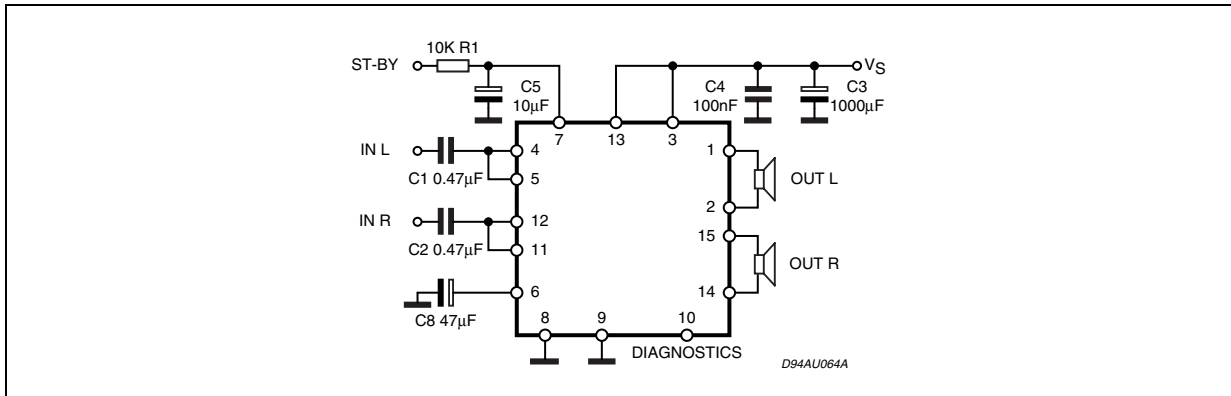 10K R1
ST-BY
VS
C5
10μF
C4
100nF
C3
1000μF
7
13
3
IN L
4
1
C1 0.47μF
5
OUT L
2
IN R
12
15
C2 0.47μF
11
OUT R
6
14
C8 47μF
8
9
10
DIAGNOSTICS
D94AU064A